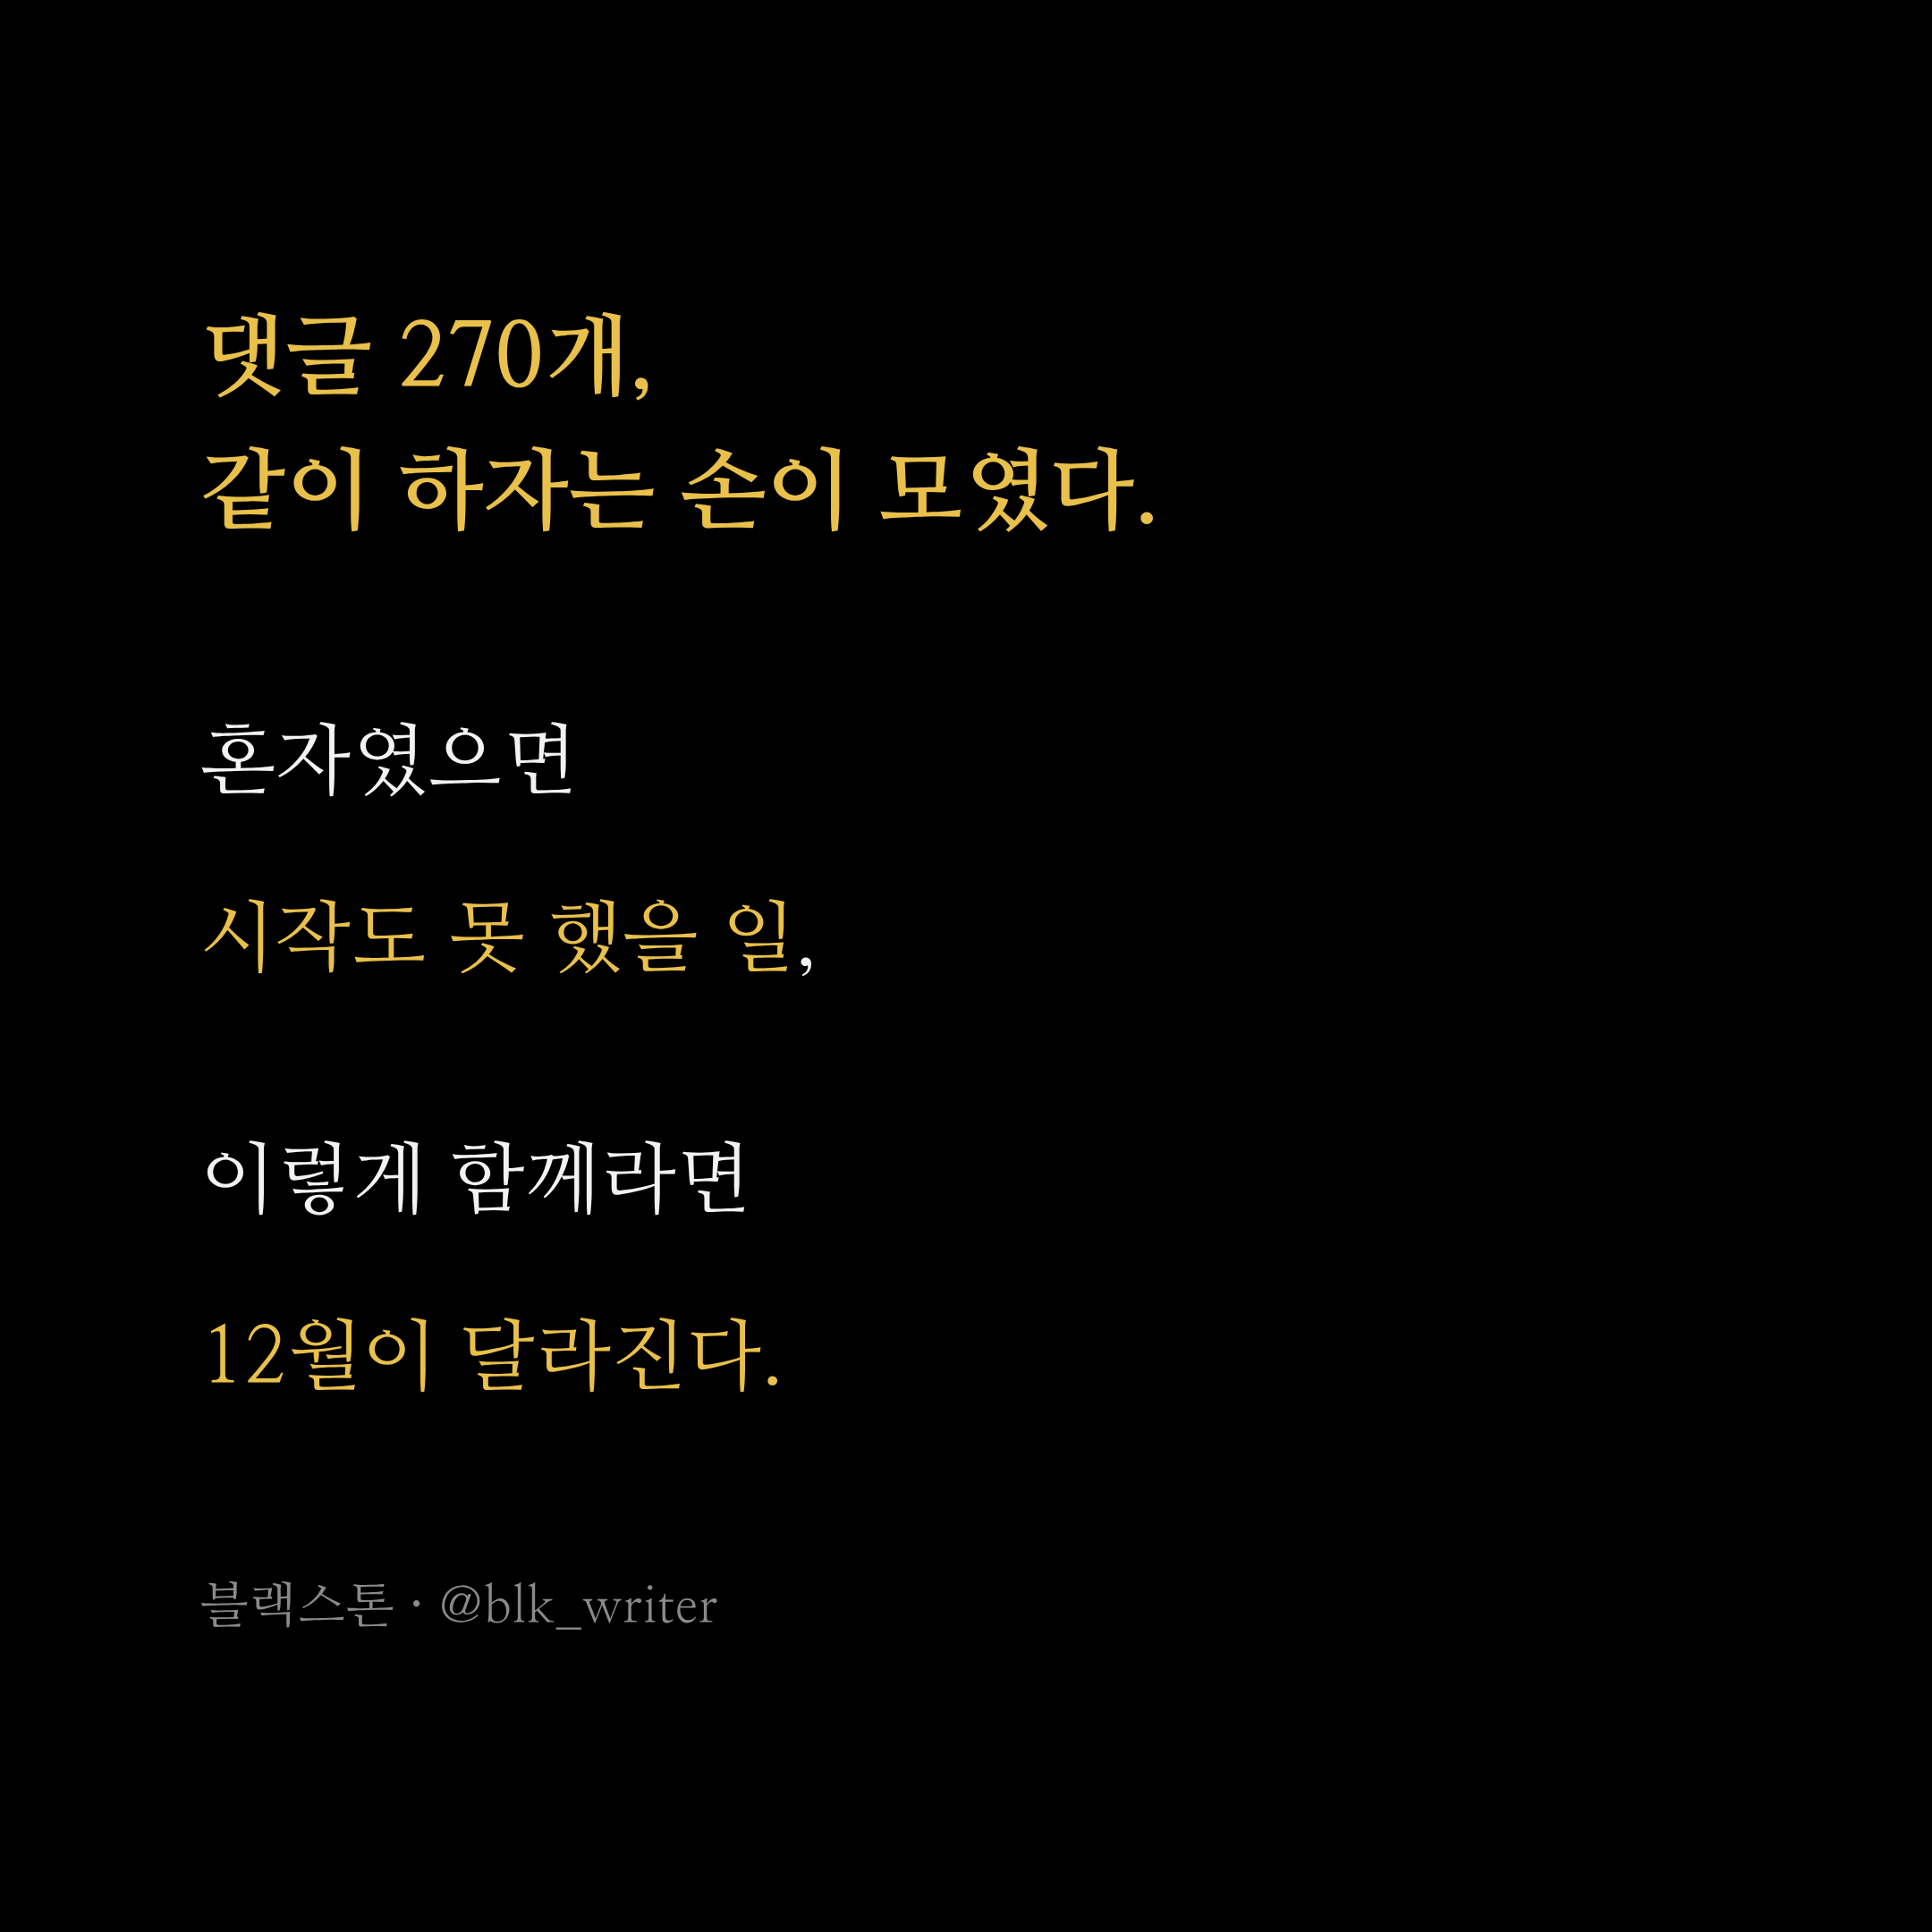 댓글 270개,
같이 하자는 손이 모였다.
혼자였으면
시작도 못 했을 일,
이렇게 함께라면
12월이 달라진다.
블랙스톤 · @blk_writer